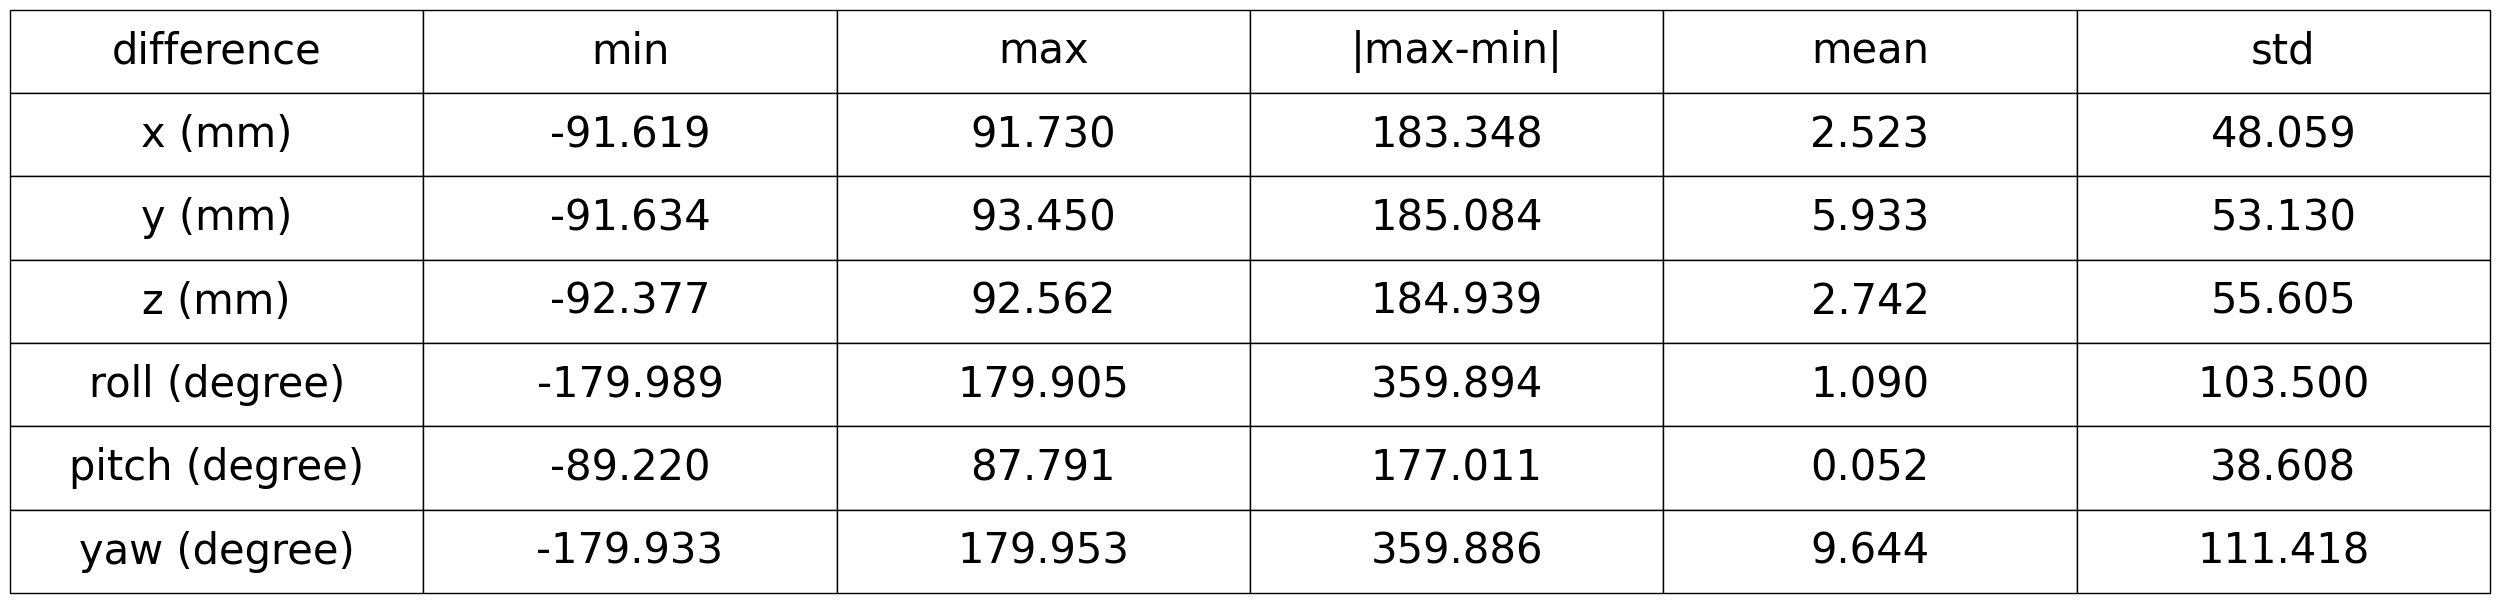 difference min max |max-min| mean std
x (mm) -91.619 91.730 183.348 2.523 48.059
y (mm) -91.634 93.450 185.084 5.933 53.130
z (mm) -92.377 92.562 184.939 2.742 55.605
roll (degree) -179.989 179.905 359.894 1.090 103.500
pitch (degree) -89.220 87.791 177.011 0.052 38.608
yaw (degree) -179.933 179.953 359.886 9.644 111.418